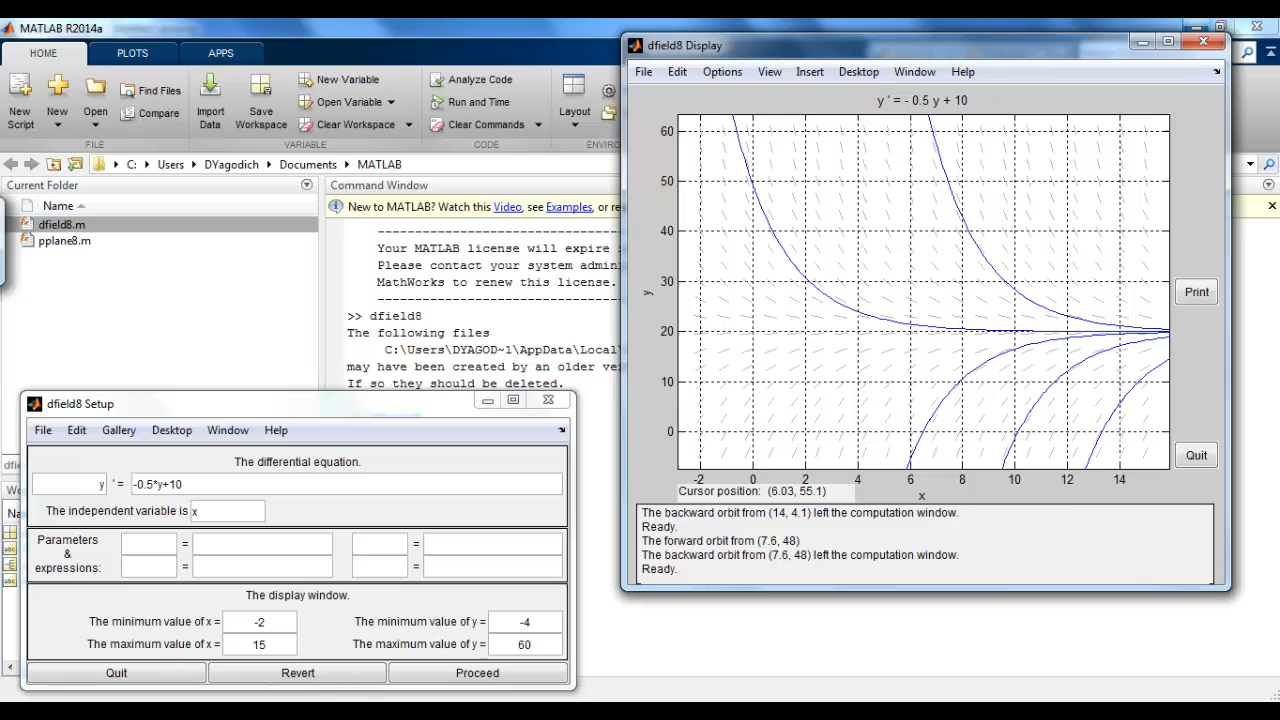 MATLAB R2014a
HOME PLOTS APPS
New Script
New
Open
Find Files
Compare
Import Data
Save Workspace
New Variable
Open Variable
Clear Workspace
Analyze Code
Run and Time
Clear Commands
Layout
FILE VARIABLE CODE ENVIRO
C: Users DYagodich Documents MATLAB
Current Folder
Name
dfield8.m
pplane8.m
Command Window
New to MATLAB? Watch this Video, see Examples, or re
-----------------------------
Your MATLAB license will expire
Please contact your system admin
MathWorks to renew this license.
-----------------------------
>> dfield8
The following files
C:\Users\DYAGOD~1\AppData\Local
may have been created by an older ve
If so they should be deleted.
dfield8 Setup
File Edit Gallery Desktop Window Help
The differential equation.
y ' = -0.5*y+10
The independent variable is x
Parameters & expressions:
= =
= =
The display window.
The minimum value of x = -2 The minimum value of y = -4
The maximum value of x = 15 The maximum value of y = 60
Quit Revert Proceed
dfield8 Display
File Edit Options View Insert Desktop Window Help
y ' = - 0.5 y + 10
60
50
40
30
20
10
0
y
-2 0 2 4 6 8 10 12 14
x
Print
Quit
Cursor position: (6.03, 55.1)
The backward orbit from (14, 4.1) left the computation window.
Ready.
The forward orbit from (7.6, 48)
The backward orbit from (7.6, 48) left the computation window.
Ready.